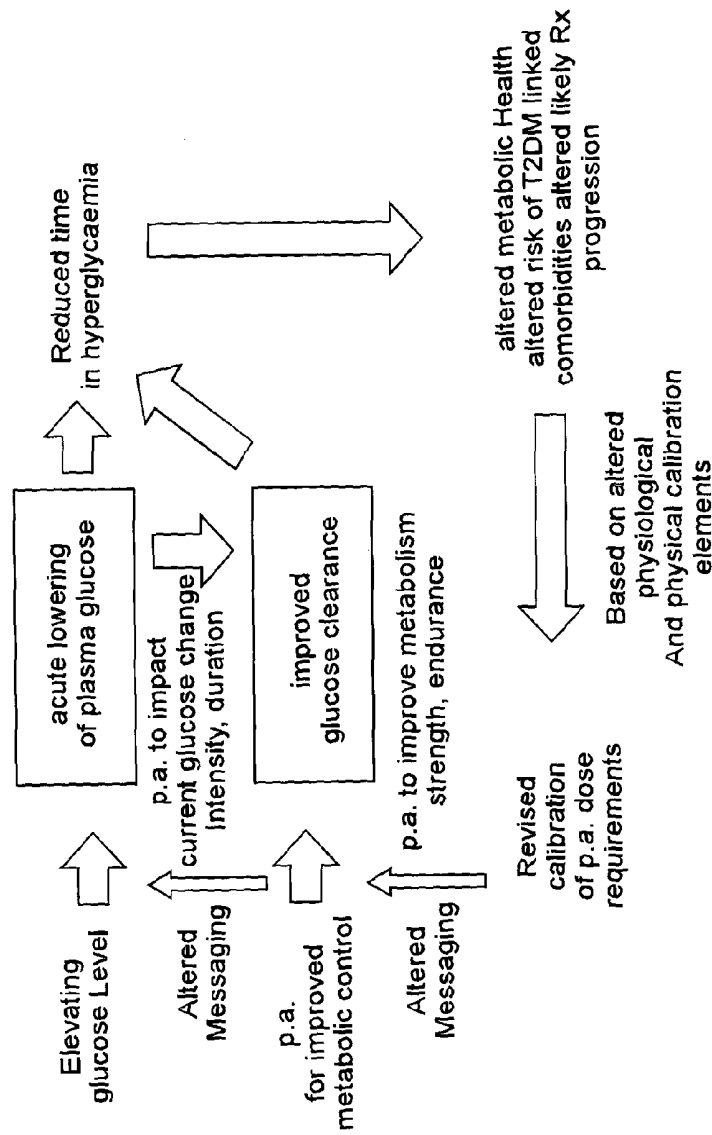 Elevating
glucose Level
acute lowering
of plasma glucose
Reduced time
in hyperglycaemia
Altered
Messaging
p.a. to impact
current glucose change
Intensity, duration
p.a.
for improved
metabolic control
improved
glucose clearance
Altered
Messaging
p.a. to improve metabolism
strength, endurance
altered metabolic Health
altered risk of T2DM linked
comorbidities altered likely Rx
progression
Revised
calibration
of p.a. dose
requirements
Based on altered
physiological
And physical calibration
elements